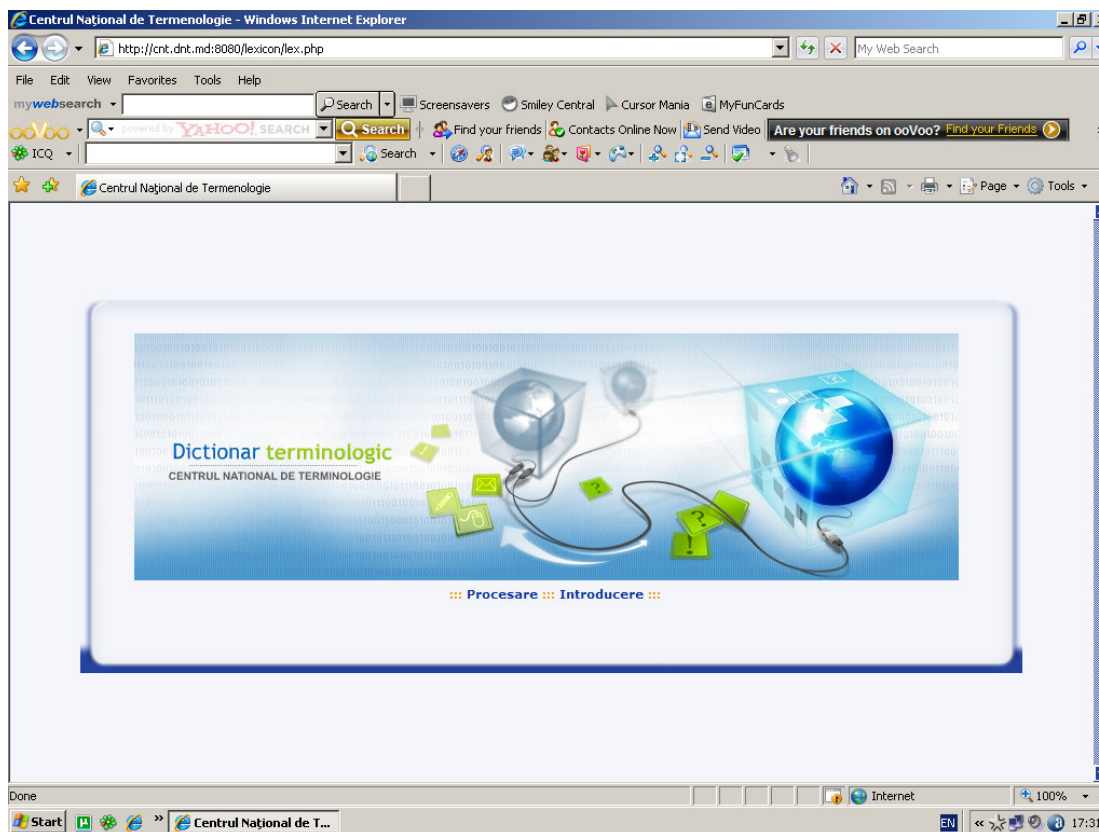 Centrul Național de Termenologie - Windows Internet Explorer
http://cnt.dnt.md:8080/lexicon/lex.php
My Web Search
File Edit View Favorites Tools Help
mywebsearch Search Screensavers Smiley Central Cursor Mania MyFunCards
ooVoo powered by YAHOO! SEARCH Search Find your friends Contacts Online Now Send Video Are your friends on ooVoo? Find your Friends
ICQ Search
Centrul Național de Termenologie Page Tools
Dictionar terminologic
CENTRUL NATIONAL DE TERMINOLOGIE
::: Procesare ::: Introducere :::
Done Internet 100%
Start » Centrul Național de T... EN « 17:31